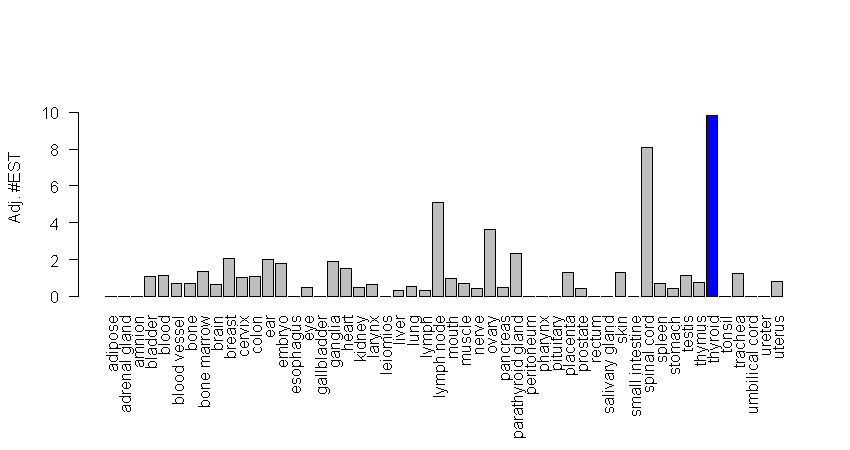 Adj. #EST
10
8
6
4
2
0
adipose
adrenal gland
amnion
bladder
blood
blood vessel
bone
bone marrow
brain
breast
cervix
colon
ear
embryo
esophagus
eye
gallbladder
ganglia
heart
kidney
larynx
leiomios
liver
lung
lymph
lymph node
mouth
muscle
nerve
ovary
pancreas
parathyroid gland
peritoneum
pharynx
pituitary
placenta
prostate
rectum
salivary gland
skin
small intestine
spinal cord
spleen
stomach
testis
thymus
thyroid
tonsil
trachea
umbilical cord
ureter
uterus